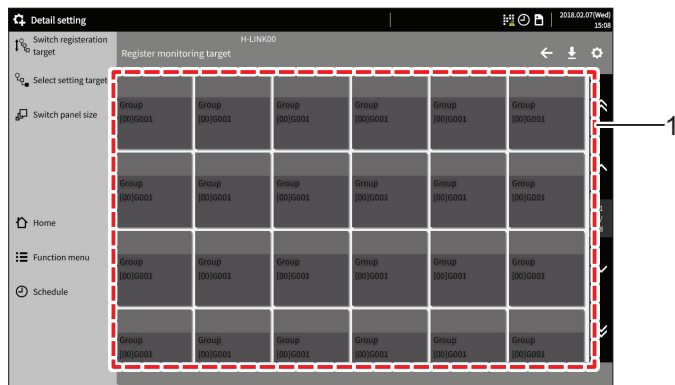 Detail setting
2018.02.07(Wed)
15:08
Switch registeration
target
H-LINK00
Register monitoring target
Select setting target
Switch panel size
Home
Function menu
Schedule
Group Group Group Group Group Group
[00]G001 [00]G001 [00]G001 [00]G001 [00]G001 [00]G001
Group Group Group Group Group Group
[00]G001 [00]G001 [00]G001 [00]G001 [00]G001 [00]G001
Group Group Group Group Group Group
[00]G001 [00]G001 [00]G001 [00]G001 [00]G001 [00]G001
Group Group Group Group Group Group
[00]G001 [00]G001 [00]G001 [00]G001 [00]G001 [00]G001
1